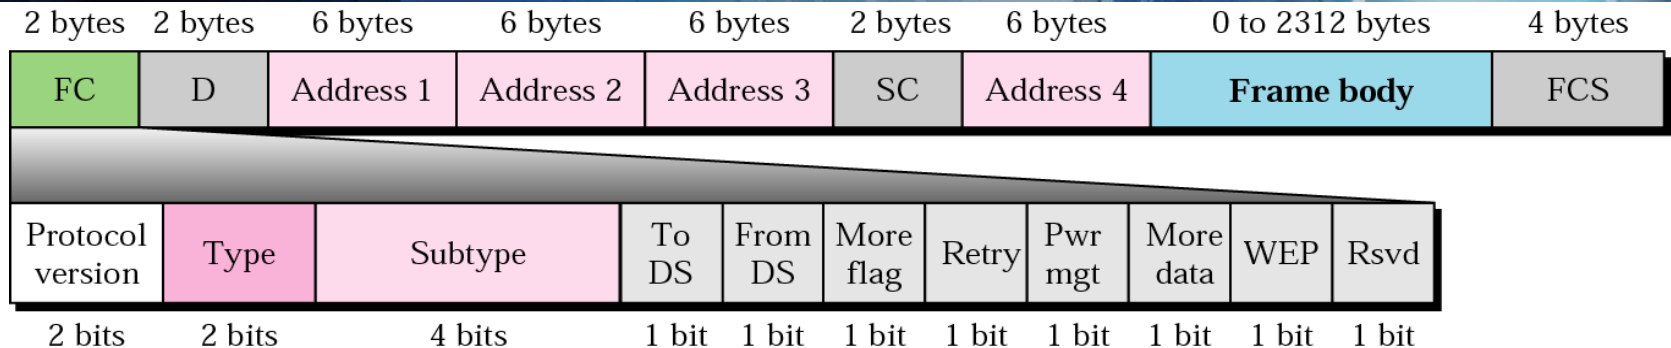 2 bytes 2 bytes 6 bytes 6 bytes 6 bytes 2 bytes 6 bytes 0 to 2312 bytes 4 bytes
FC D Address 1 Address 2 Address 3 SC Address 4 Frame body FCS
Protocol version Type Subtype To DS From DS More flag Retry Pwr mgt More data WEP Rsvd
2 bits 2 bits 4 bits 1 bit 1 bit 1 bit 1 bit 1 bit 1 bit 1 bit 1 bit